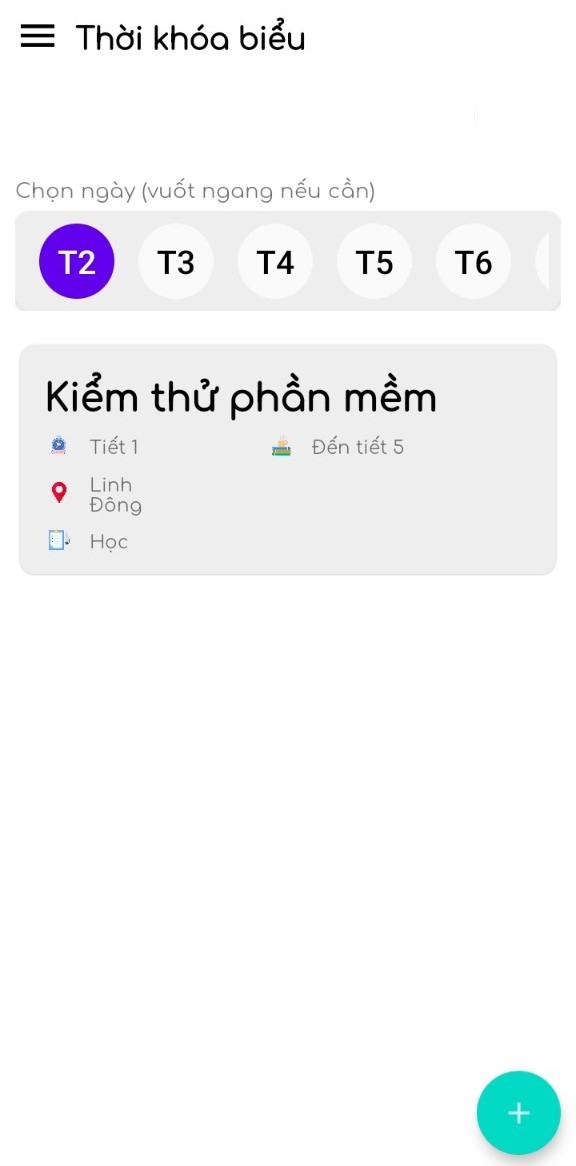 Thời khóa biểu
Chọn ngày (vuốt ngang nếu cần)
T2 T3 T4 T5 T6
Kiểm thử phần mềm
Tiết 1 Đến tiết 5
Linh
Đông
Học
+